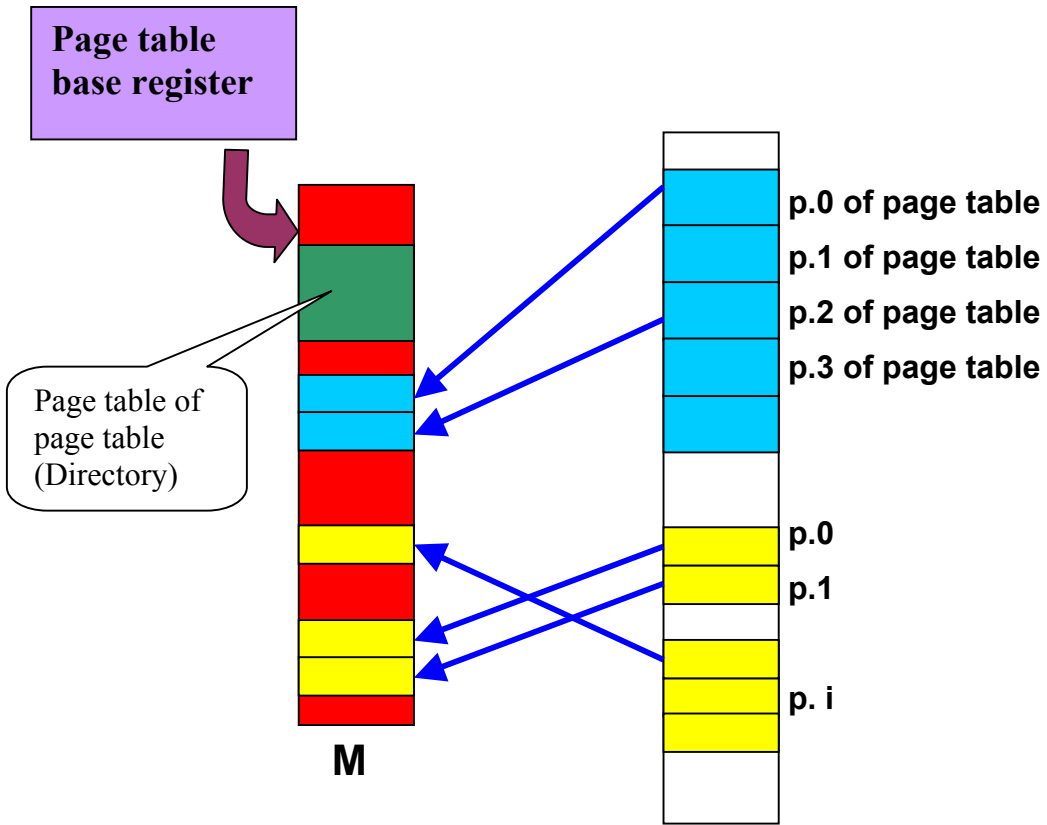 Page table
base register
p.0 of page table
p.1 of page table
p.2 of page table
p.3 of page table
Page table of
page table
(Directory)
p.0
p.1
p. i
M